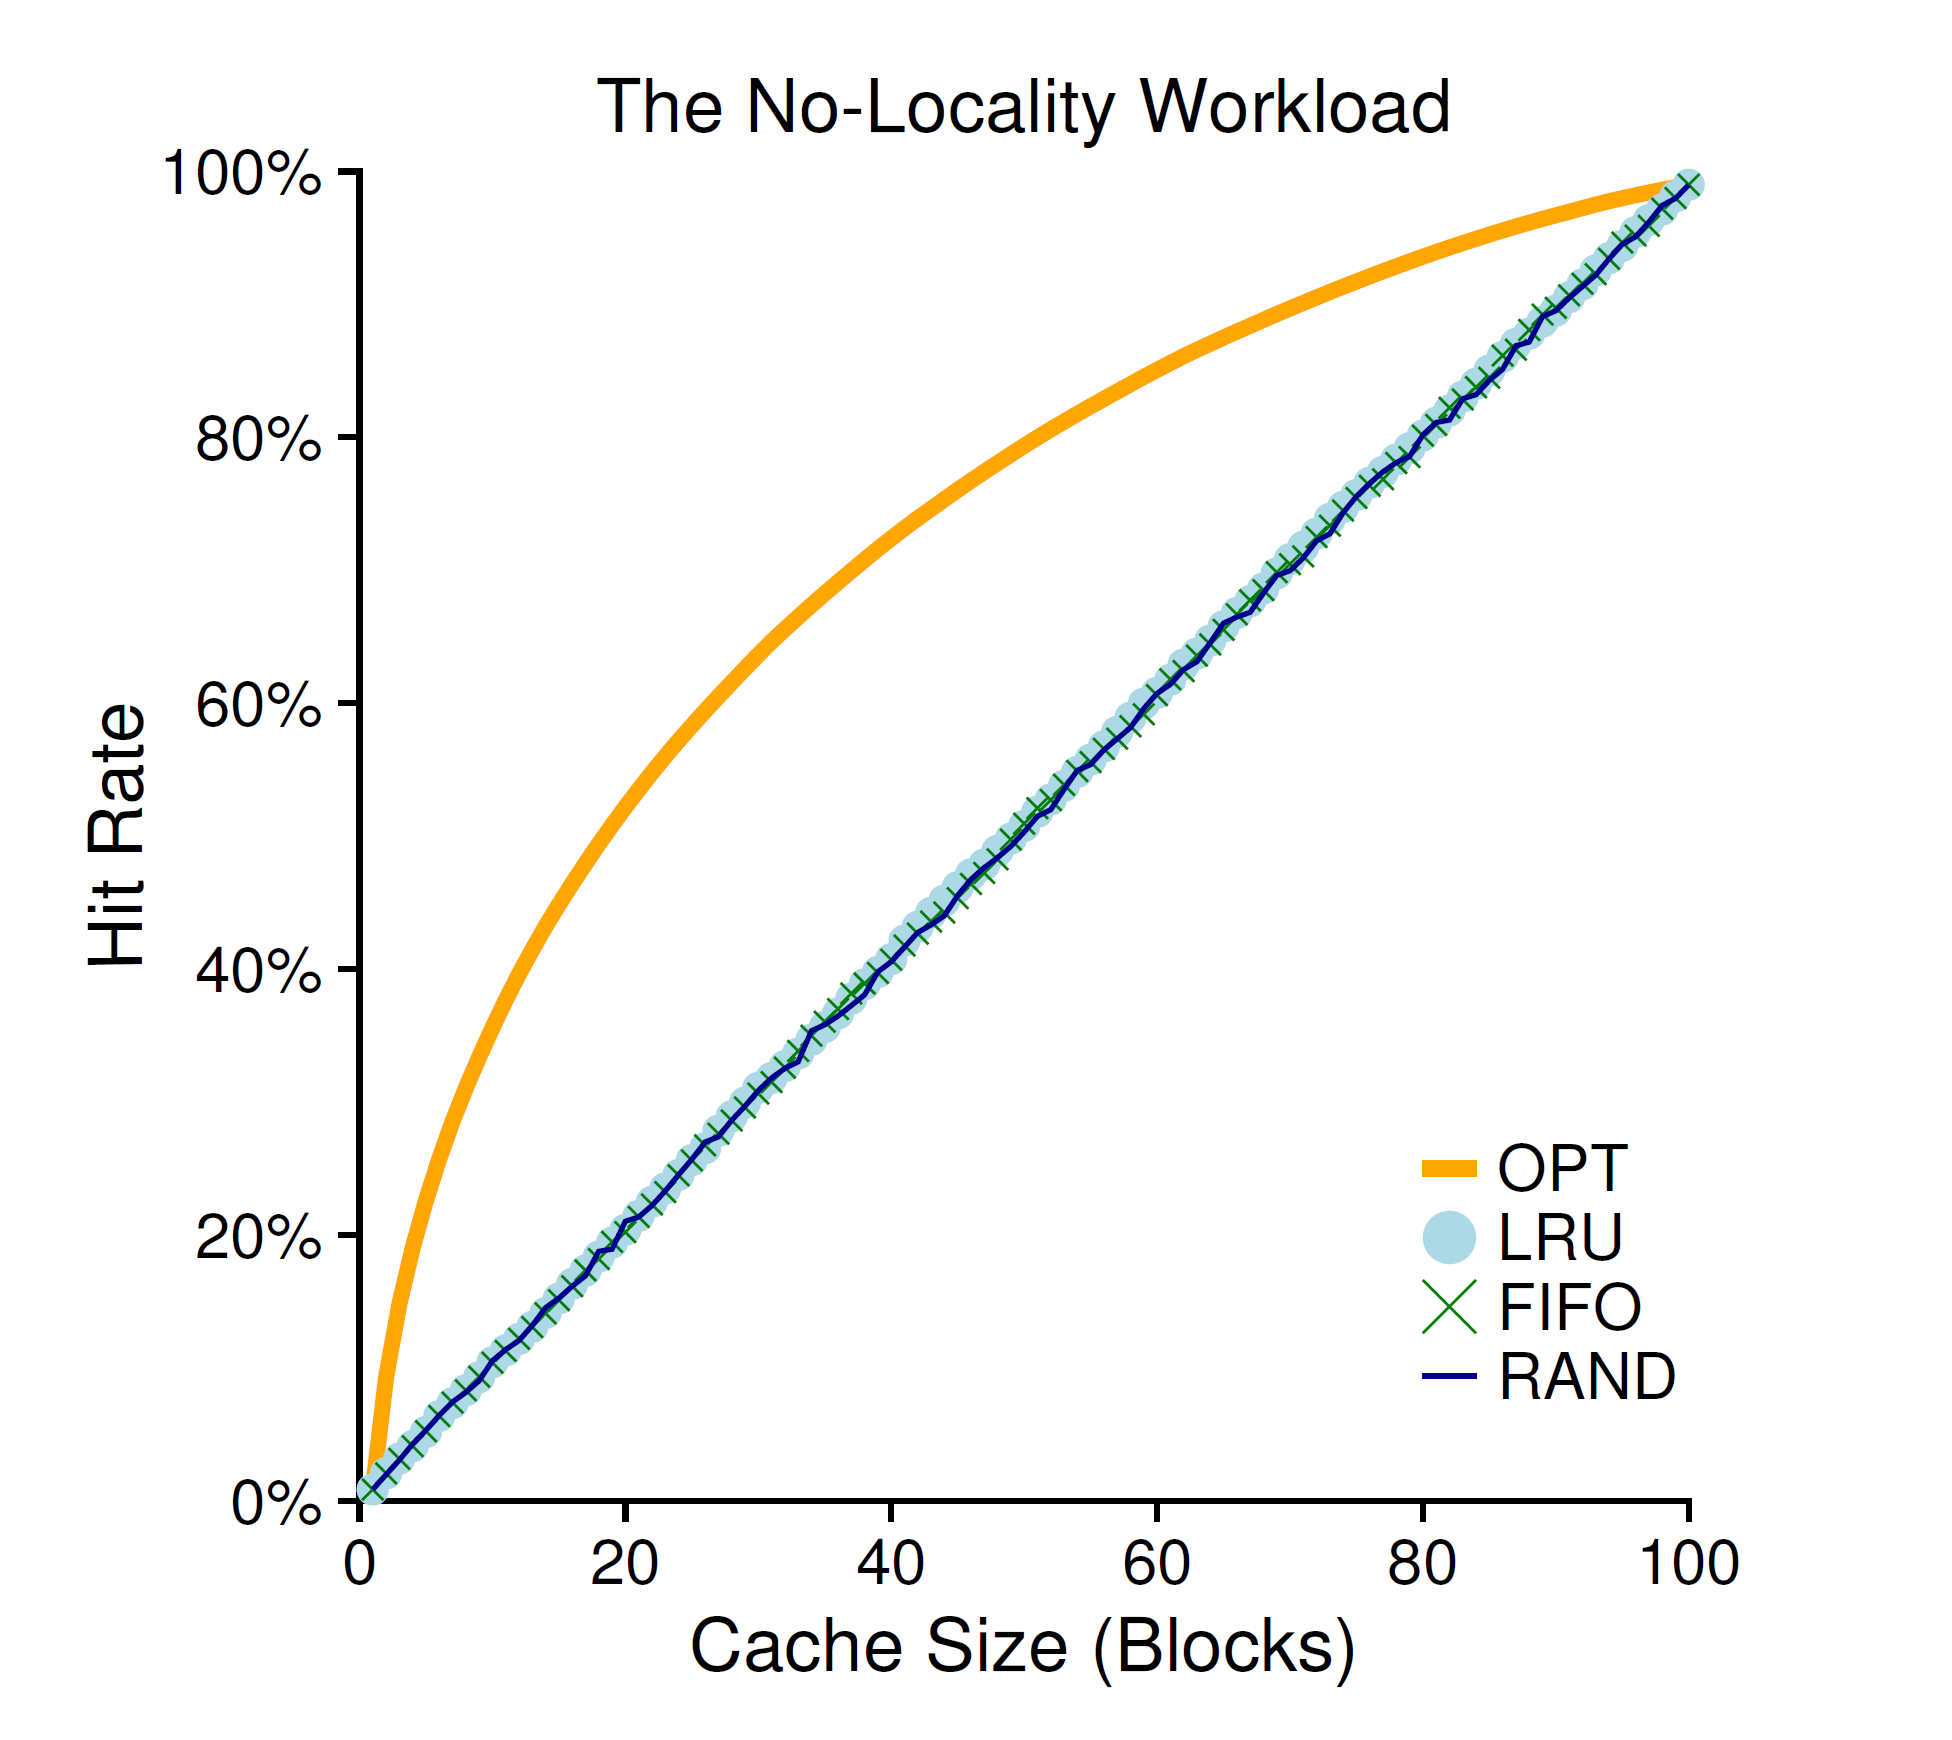 The No-Locality Workload
100%
80%
60%
40%
20%
0%
Hit Rate
0 20 40 60 80 100
Cache Size (Blocks)
OPT
LRU
FIFO
RAND